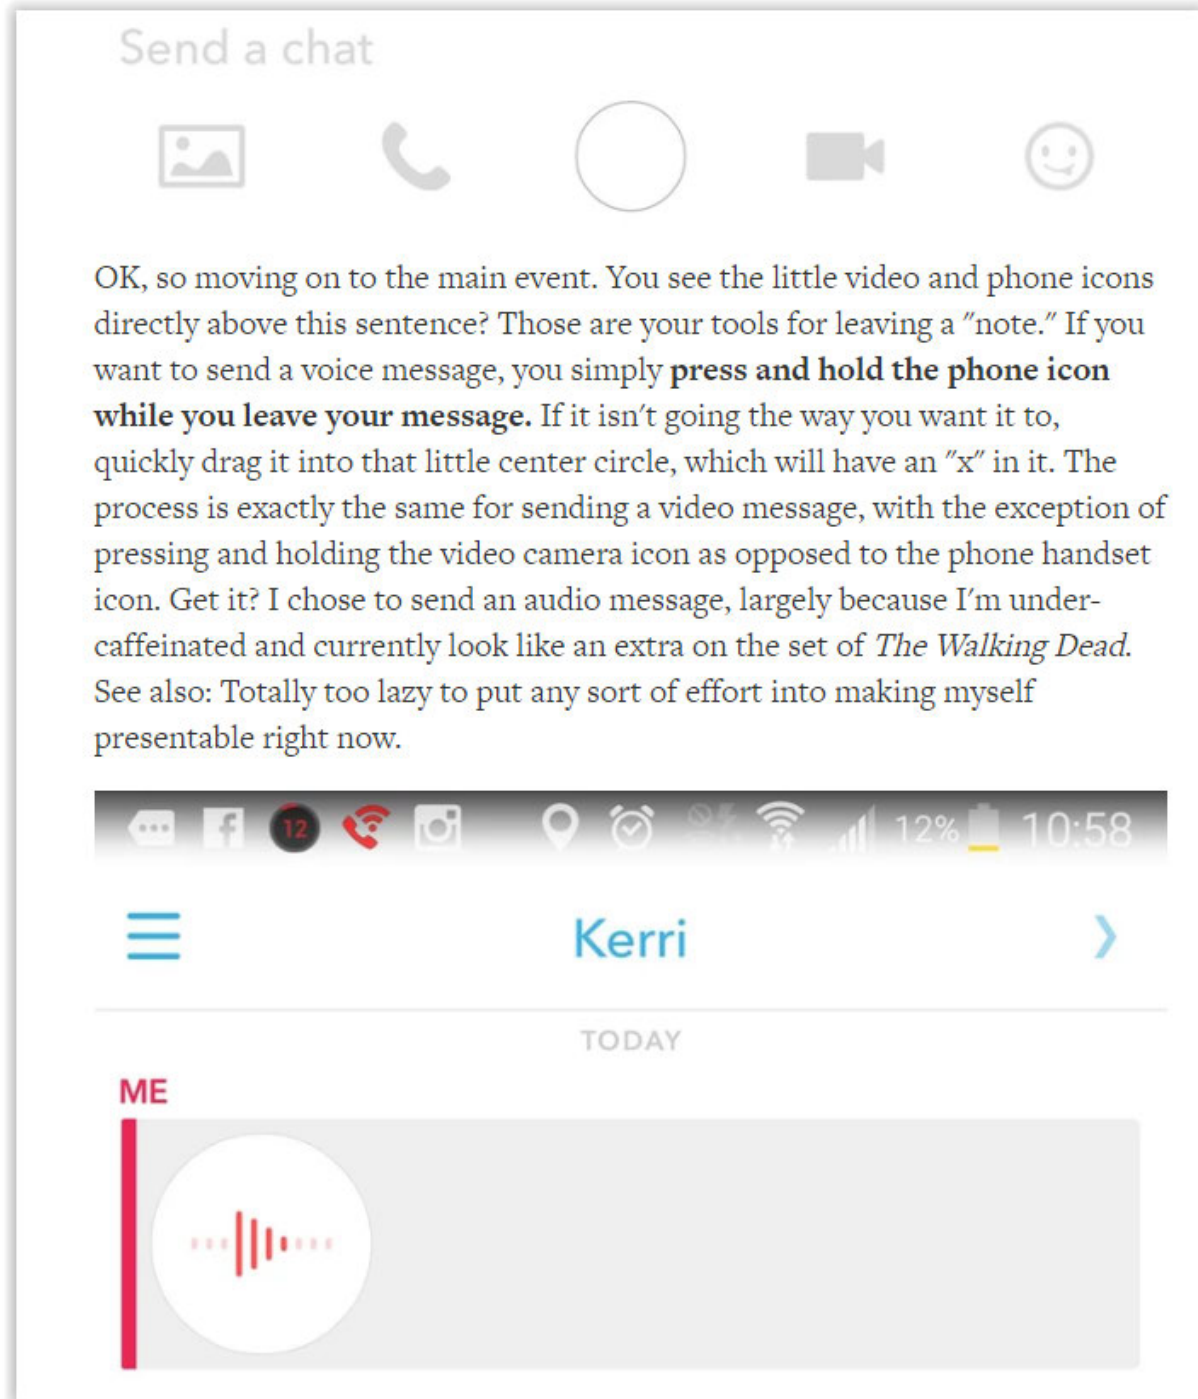 Send a chat
OK, so moving on to the main event. You see the little video and phone icons
directly above this sentence? Those are your tools for leaving a "note." If you
want to send a voice message, you simply press and hold the phone icon
while you leave your message. If it isn't going the way you want it to,
quickly drag it into that little center circle, which will have an "x" in it. The
process is exactly the same for sending a video message, with the exception of
pressing and holding the video camera icon as opposed to the phone handset
icon. Get it? I chose to send an audio message, largely because I'm under-
caffeinated and currently look like an extra on the set of The Walking Dead.
See also: Totally too lazy to put any sort of effort into making myself
presentable right now.
12 12% 10:58
Kerri
TODAY
ME